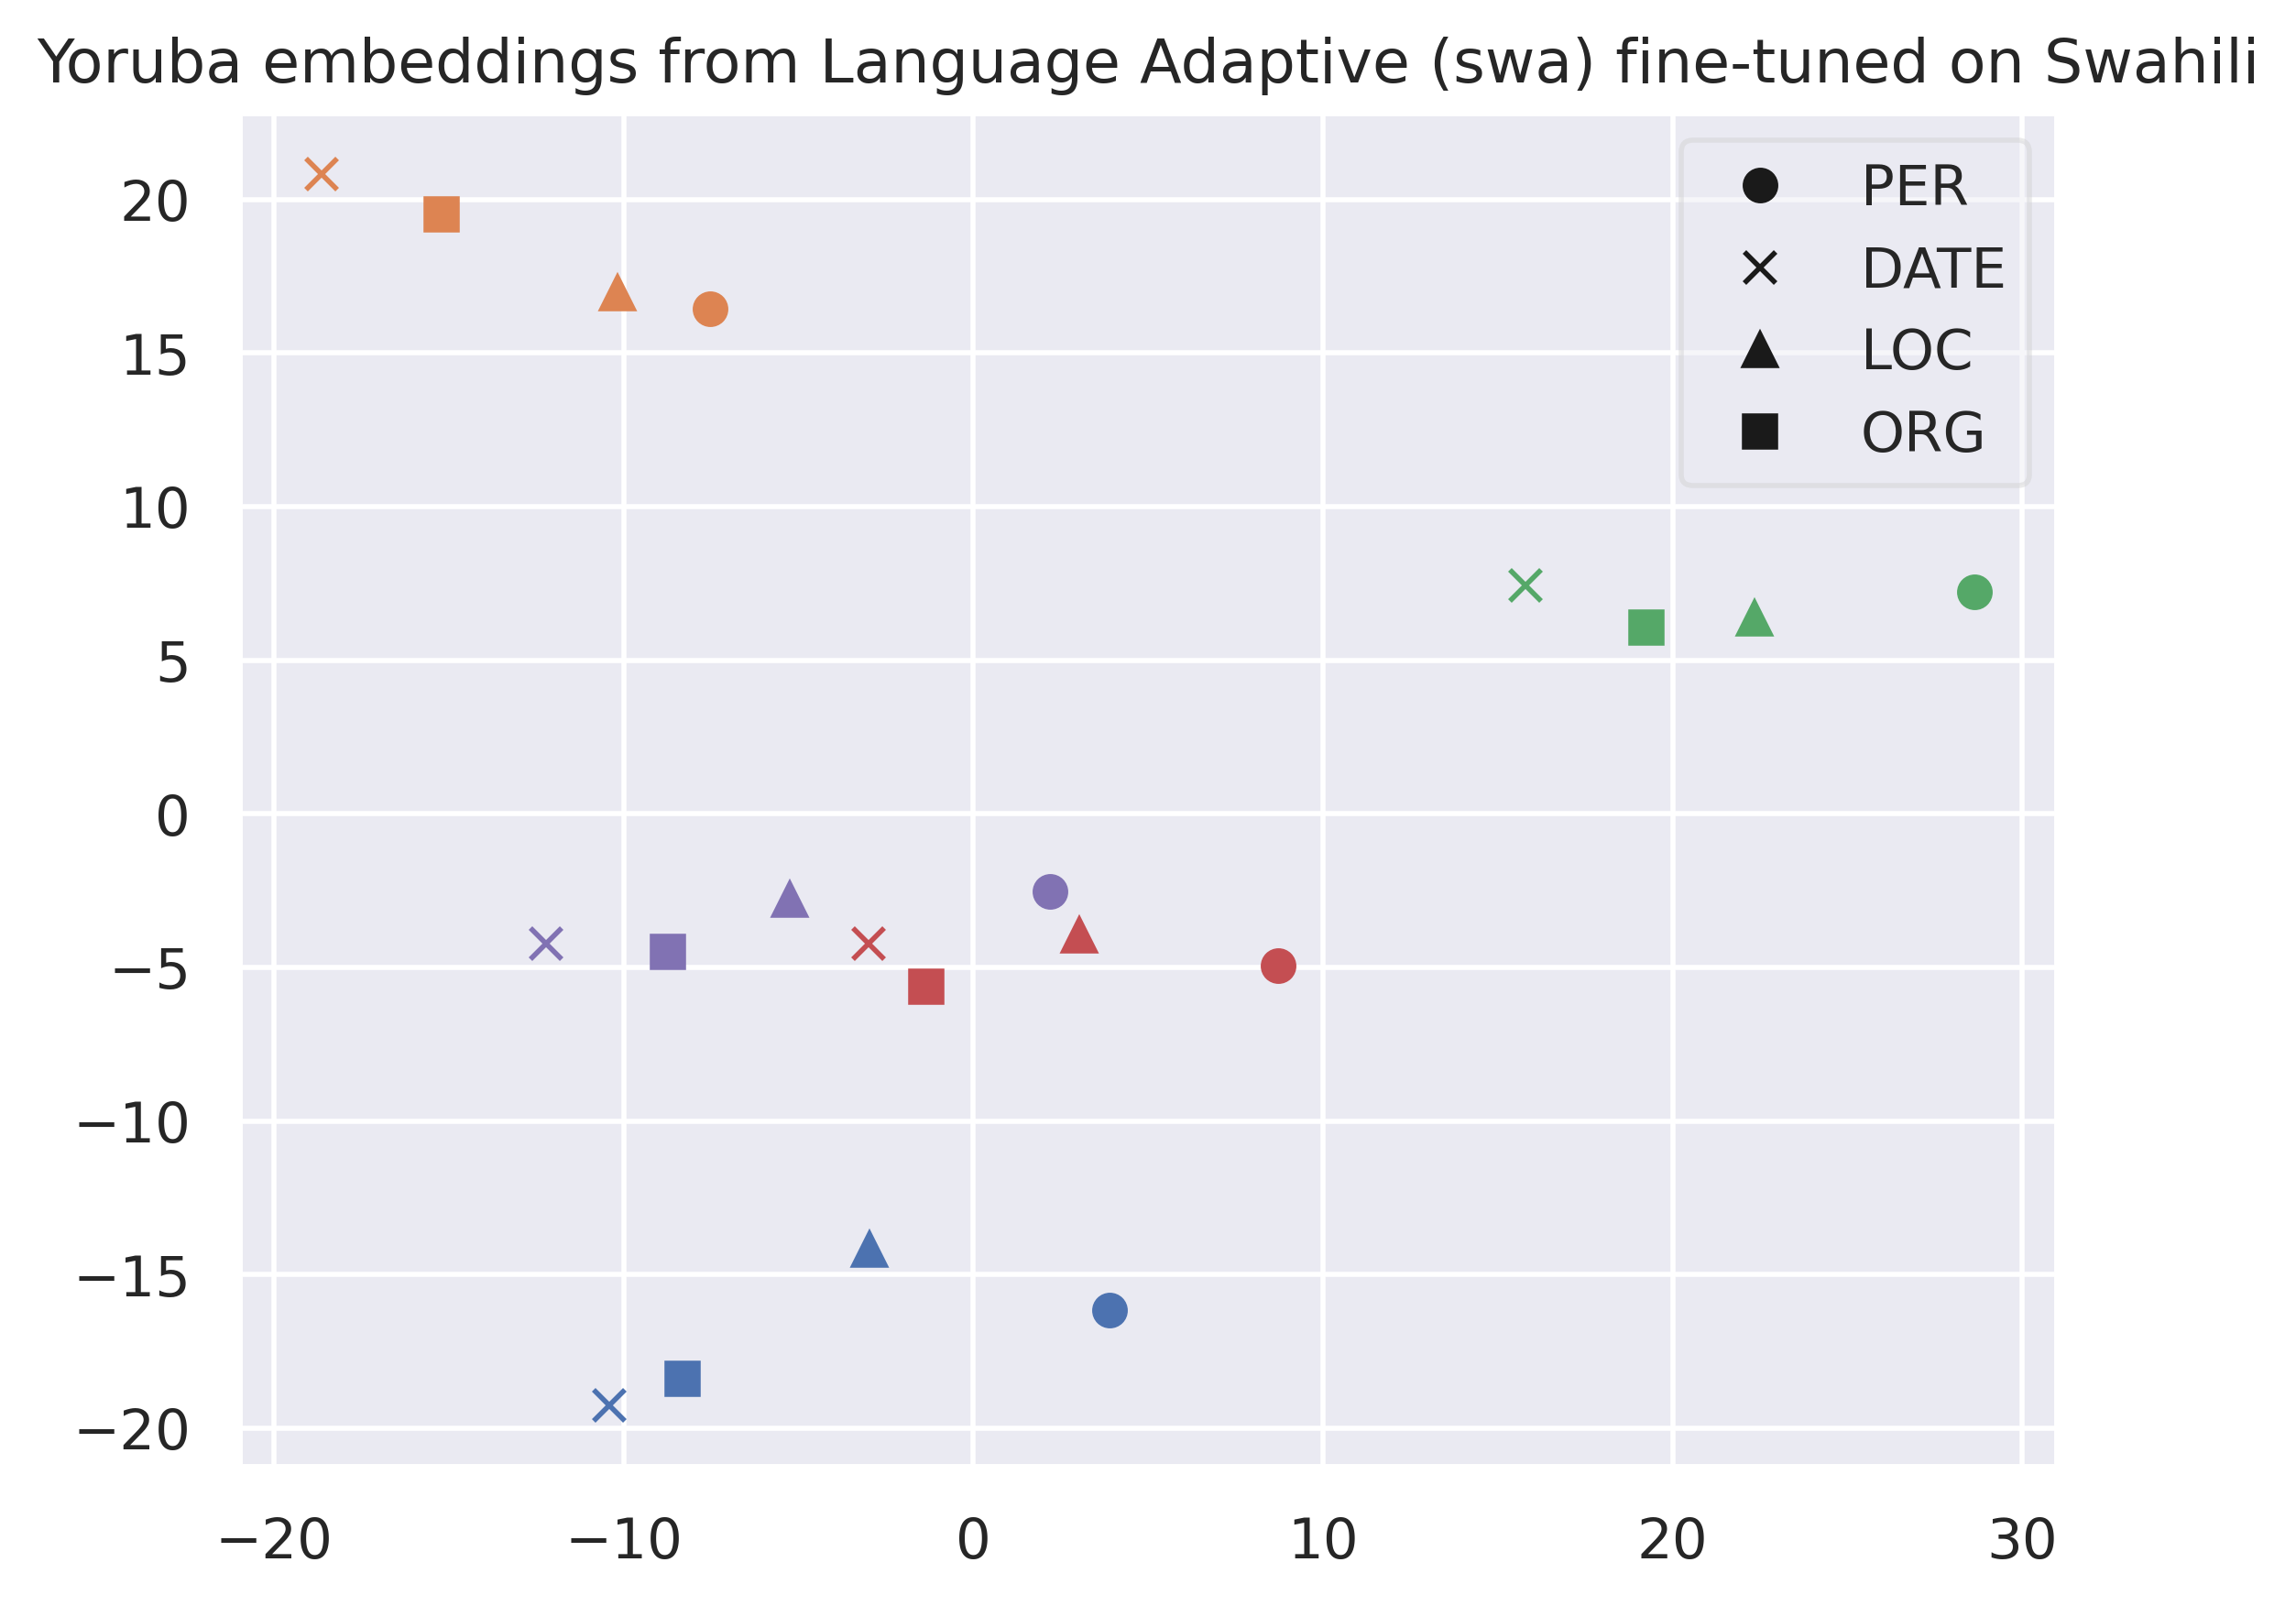 Yoruba embeddings from Language Adaptive (swa) fine-tuned on Swahili
PER
DATE
LOC
ORG
20
15
10
5
0
−5
−10
−15
−20
−20 −10 0 10 20 30